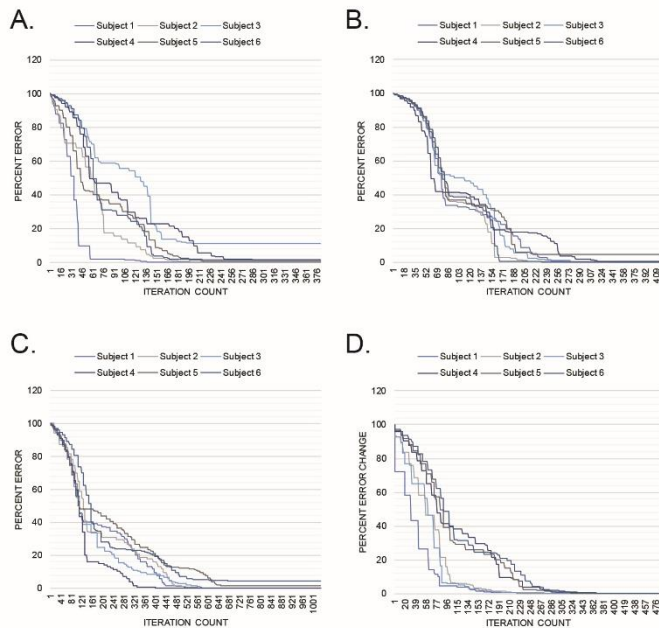 A.
Subject 1 Subject 2 Subject 3
Subject 4 Subject 5 Subject 6
120
100
80
60
40
20
0
PERCENT ERROR
1 16 31 46 61 76 91 106 121 136 151 166 181 196 211 226 241 256 271 286 301 316 331 346 361 376
ITERATION COUNT
B.
Subject 1 Subject 2 Subject 3
Subject 4 Subject 5 Subject 6
120
100
80
60
40
20
0
PERCENT ERROR
1 18 35 52 69 86 103 120 137 154 171 188 205 222 239 256 273 290 307 324 341 358 375 392 409
ITERATION COUNT
C.
Subject 1 Subject 2 Subject 3
Subject 4 Subject 5 Subject 6
120
100
80
60
40
20
0
PERCENT ERROR
1 41 81 121 161 201 241 281 321 361 401 441 481 521 561 601 641 681 721 761 801 841 881 921 961 1001
ITERATION COUNT
D.
Subject 1 Subject 2 Subject 3
Subject 4 Subject 5 Subject 6
120
100
80
60
40
20
0
PERCENT ERROR CHANGE
1 20 39 58 77 96 115 134 153 172 191 210 229 248 267 286 305 324 343 362 381 400 419 438 457 476
ITERATION COUNT